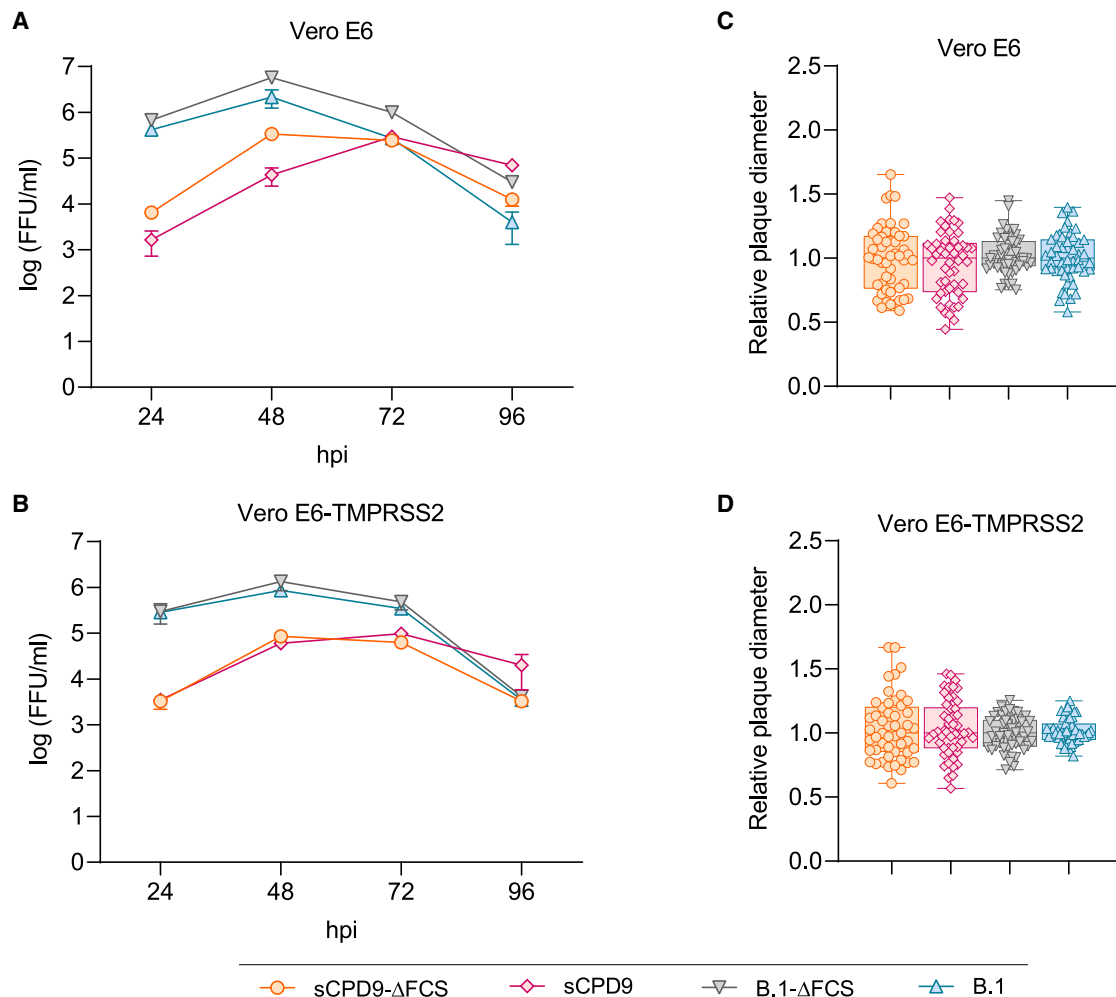 A
Vero E6
7
6
5
4
3
2
1
0
log (FFU/ml)
24 48 72 96
hpi
B
Vero E6-TMPRSS2
7
6
5
4
3
2
1
0
log (FFU/ml)
24 48 72 96
hpi
C
Vero E6
2.5
2.0
1.5
1.0
0.5
0.0
Relative plaque diameter
D
Vero E6-TMPRSS2
2.5
2.0
1.5
1.0
0.5
0.0
Relative plaque diameter
sCPD9-ΔFCS sCPD9 B.1-ΔFCS B.1